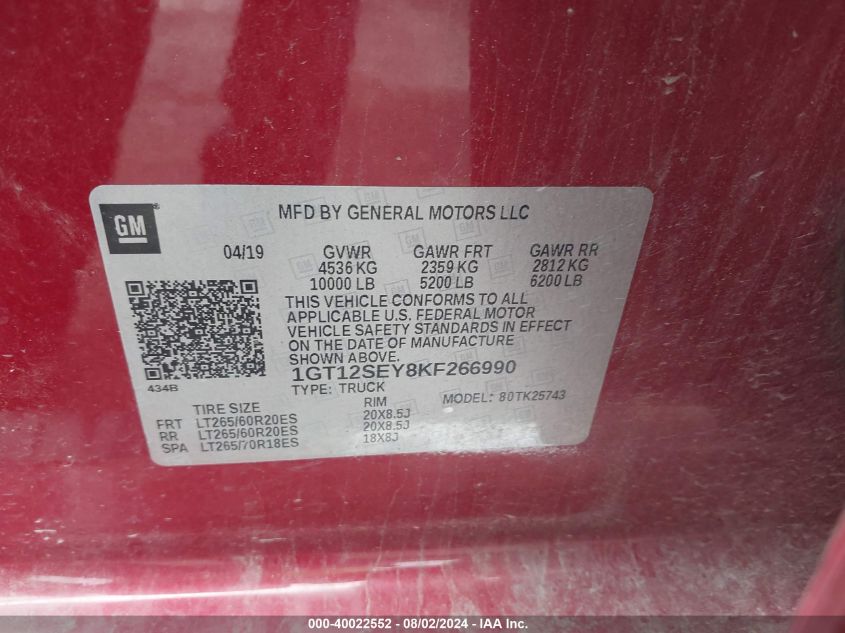 GM
MFD BY GENERAL MOTORS LLC
04/19 GVWR GAWR FRT GAWR RR
4536 KG 2359 KG 2812 KG
10000 LB 5200 LB 6200 LB
THIS VEHICLE CONFORMS TO ALL
APPLICABLE U.S. FEDERAL MOTOR
VEHICLE SAFETY STANDARDS IN EFFECT
ON THE DATE OF MANUFACTURE
SHOWN ABOVE.
434B
1GT12SEY8KF266990
TYPE: TRUCK MODEL: 80TK25743
TIRE SIZE RIM
FRT LT265/60R20ES 20X8.5J
RR LT265/60R20ES 20X8.5J
SPA LT265/70R18ES 18X8J
000-40022552 - 08/02/2024 - IAA, Inc.